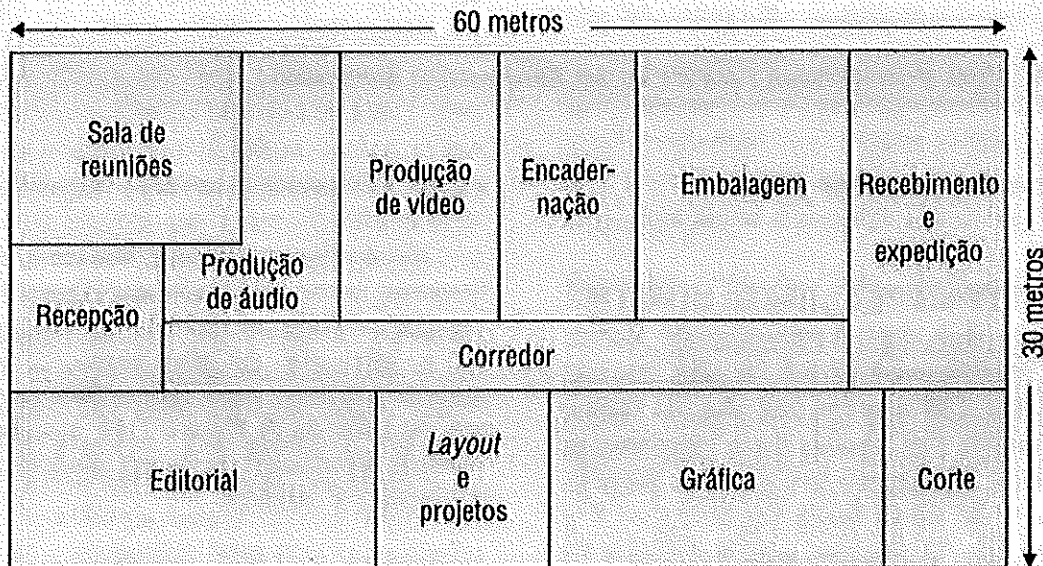 60 metros
Sala de
reuniões
Produção
de vídeo
Encader-
nação
Embalagem
Recebimento
e
expedição
30 metros
Produção
de áudio
Recepção
Corredor
Editorial
Layout
e
projetos
Gráfica
Corte